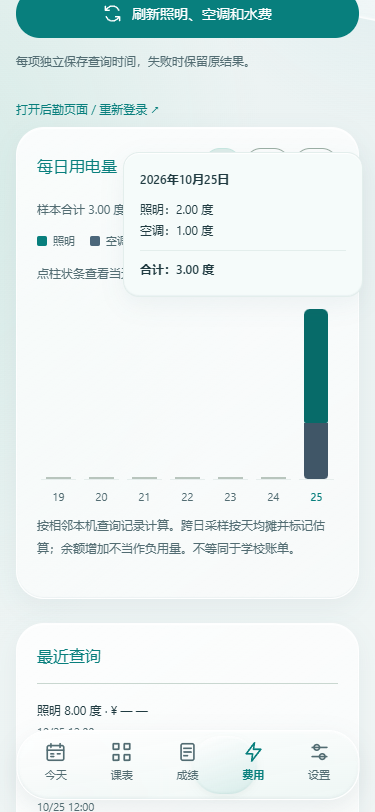 刷新照明、空调和水费
每项独立保存查询时间，失败时保留原结果。
打开后勤页面 / 重新登录 ↗
每日用电量
样本合计 3.00 度
照明
2026年10月25日
照明：2.00 度
空调：1.00 度
合计：3.00 度
点柱状条查看当
19 20 21 22 23 24 25
按相邻本机查询记录计算。跨日采样按天均摊并标记估
算；余额增加不当作负用量。不等同于学校账单。
最近查询
照明 8.00 度 · ¥ — —
今天 课表 成绩 费用 设置
10/25 12:00